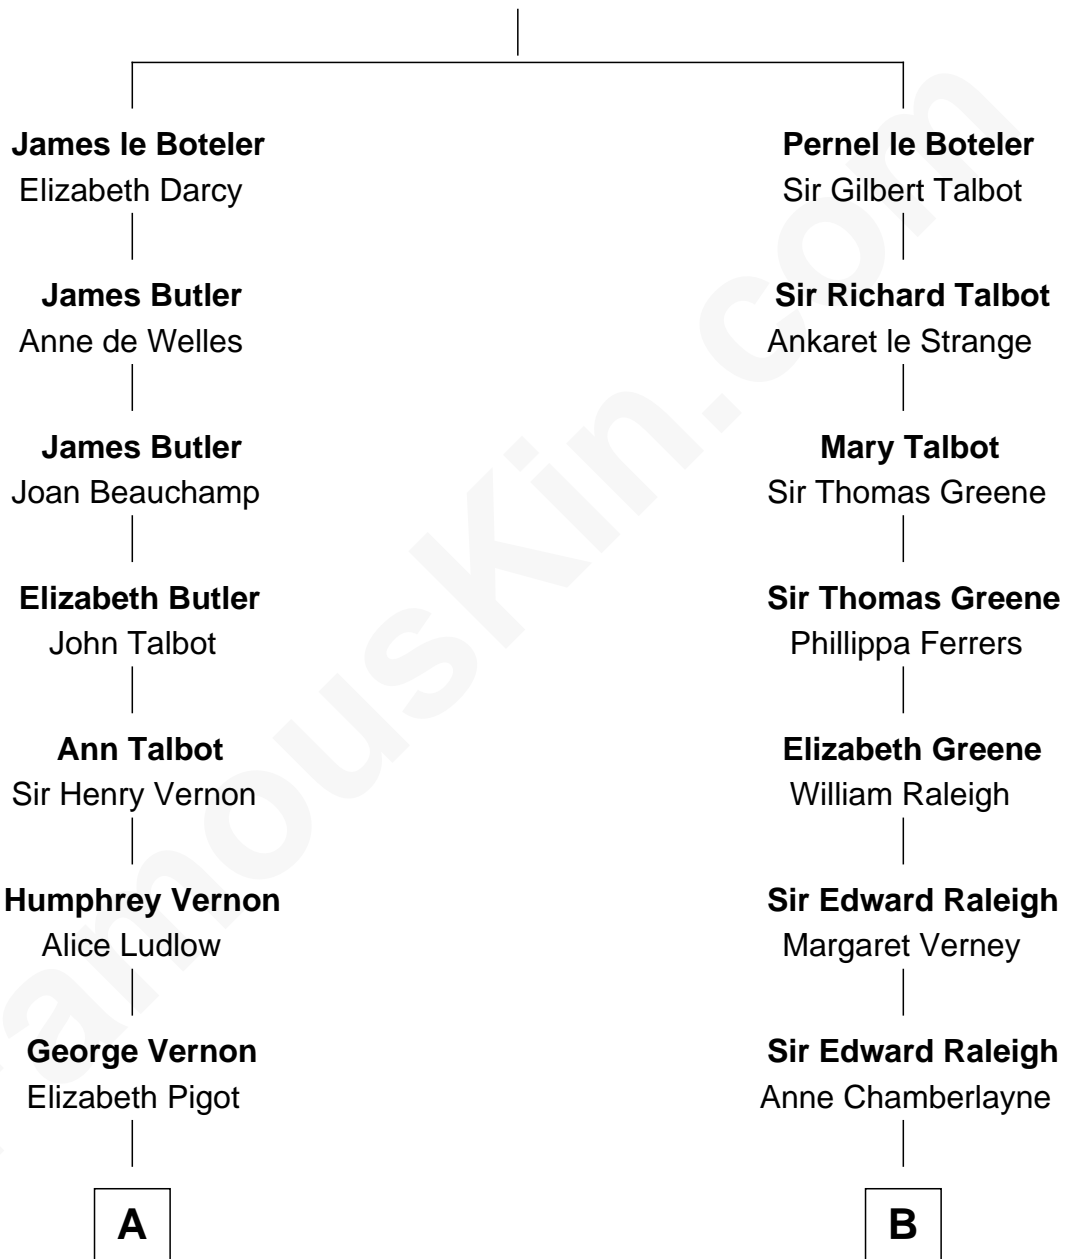 James le Boteler
Elizabeth Darcy
James Butler
Anne de Welles
James Butler
Joan Beauchamp
Elizabeth Butler
John Talbot
Ann Talbot
Sir Henry Vernon
Humphrey Vernon
Alice Ludlow
George Vernon
Elizabeth Pigot
A
Pernel le Boteler
Sir Gilbert Talbot
Sir Richard Talbot
Ankaret le Strange
Mary Talbot
Sir Thomas Greene
Sir Thomas Greene
Phillippa Ferrers
Elizabeth Greene
William Raleigh
Sir Edward Raleigh
Margaret Verney
Sir Edward Raleigh
Anne Chamberlayne
B
FamousKin.com